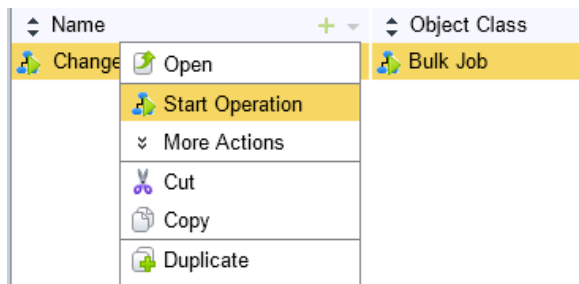 Name Object Class
Change Bulk Job
Open
Start Operation
More Actions
Cut
Copy
Duplicate